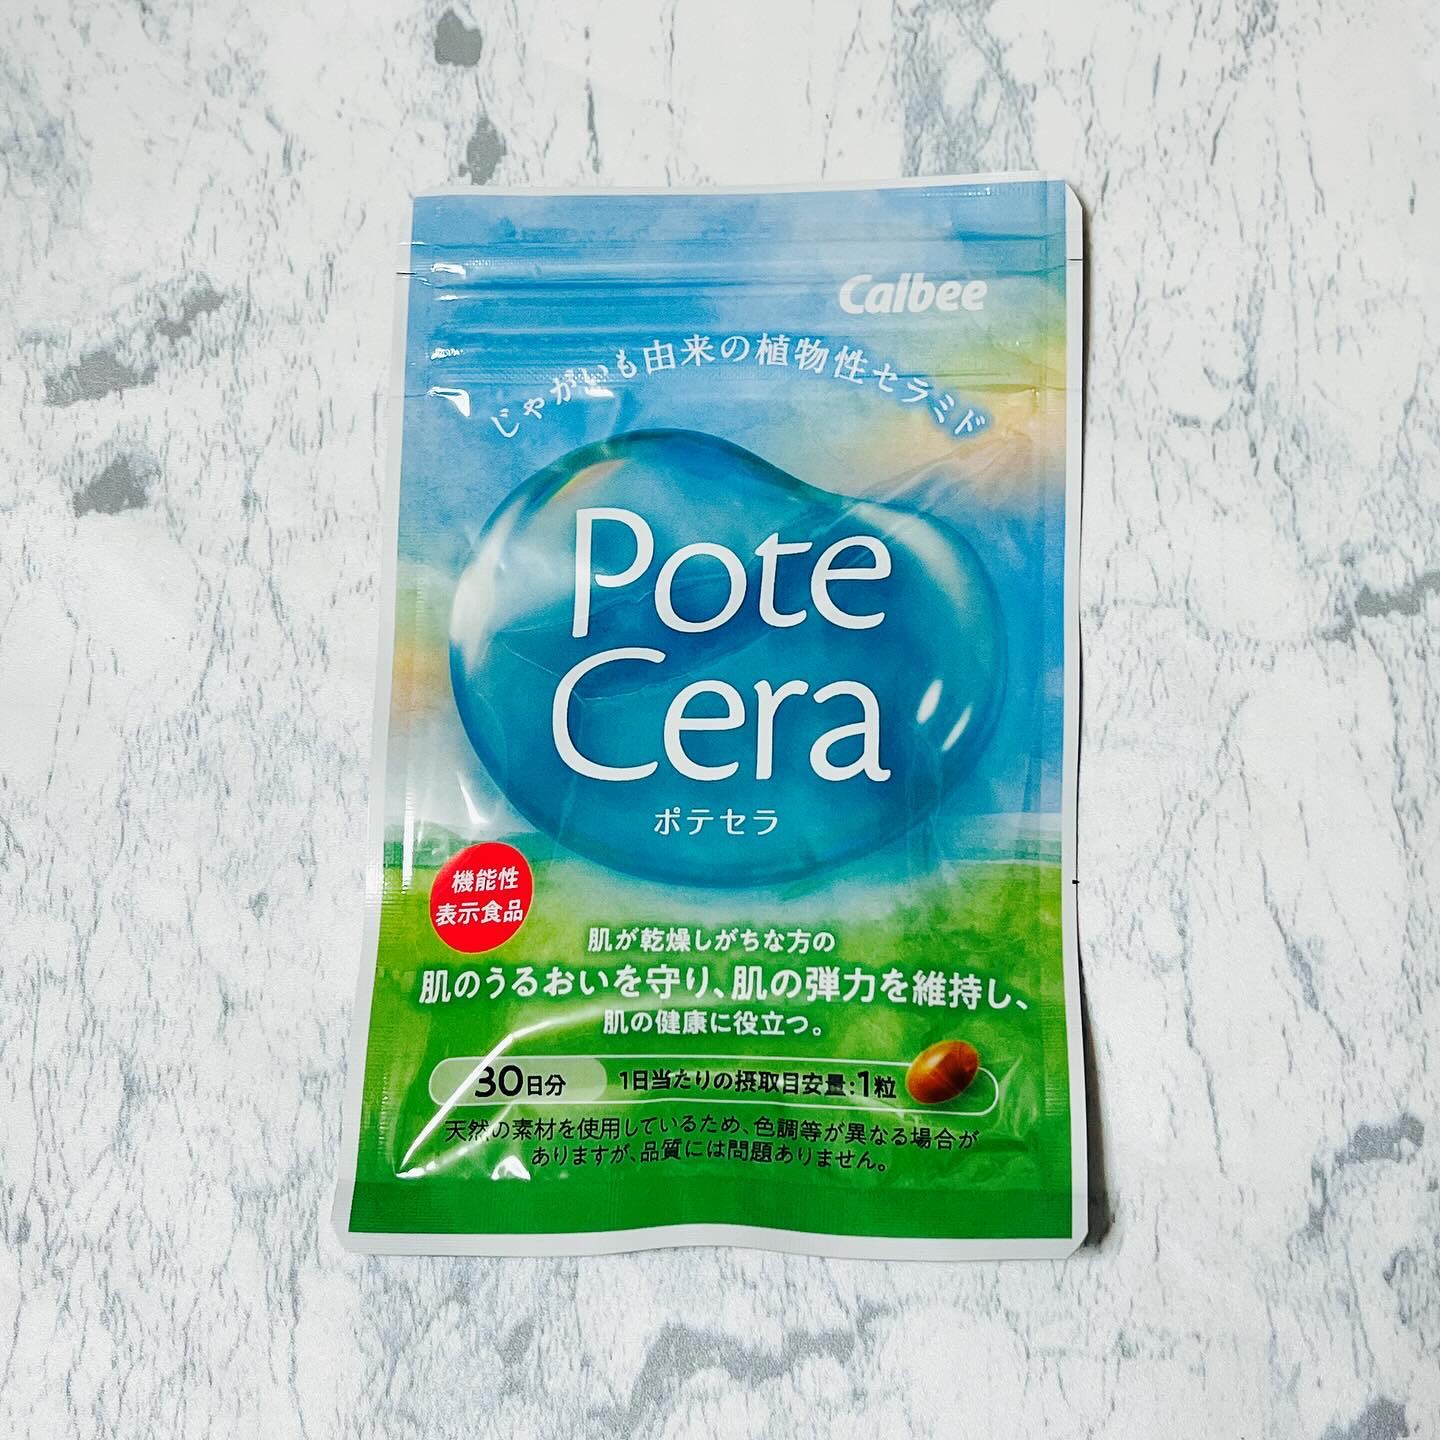 Calbee
じゃがいも由来の植物性セラミド
Pote
Cera
ポテセラ
機能性
表示食品
肌が乾燥しがちな方の
肌のうるおいを守り、肌の弾力を維持し、
肌の健康に役立つ。
30日分 1日当たりの摂取目安量:1粒
天然の素材を使用しているため、色調等が異なる場合が
ありますが、品質には問題ありません。